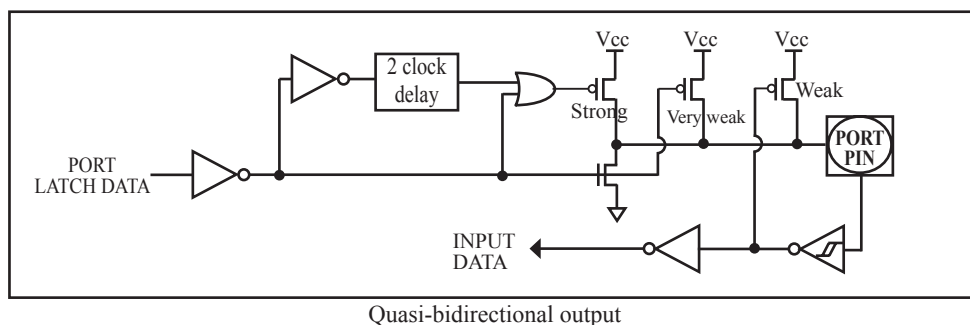 Vcc
Vcc
Vcc
2 clock
delay
Strong
Very weak
Weak
PORT
PIN
PORT
LATCH DATA
INPUT
DATA
Quasi-bidirectional output